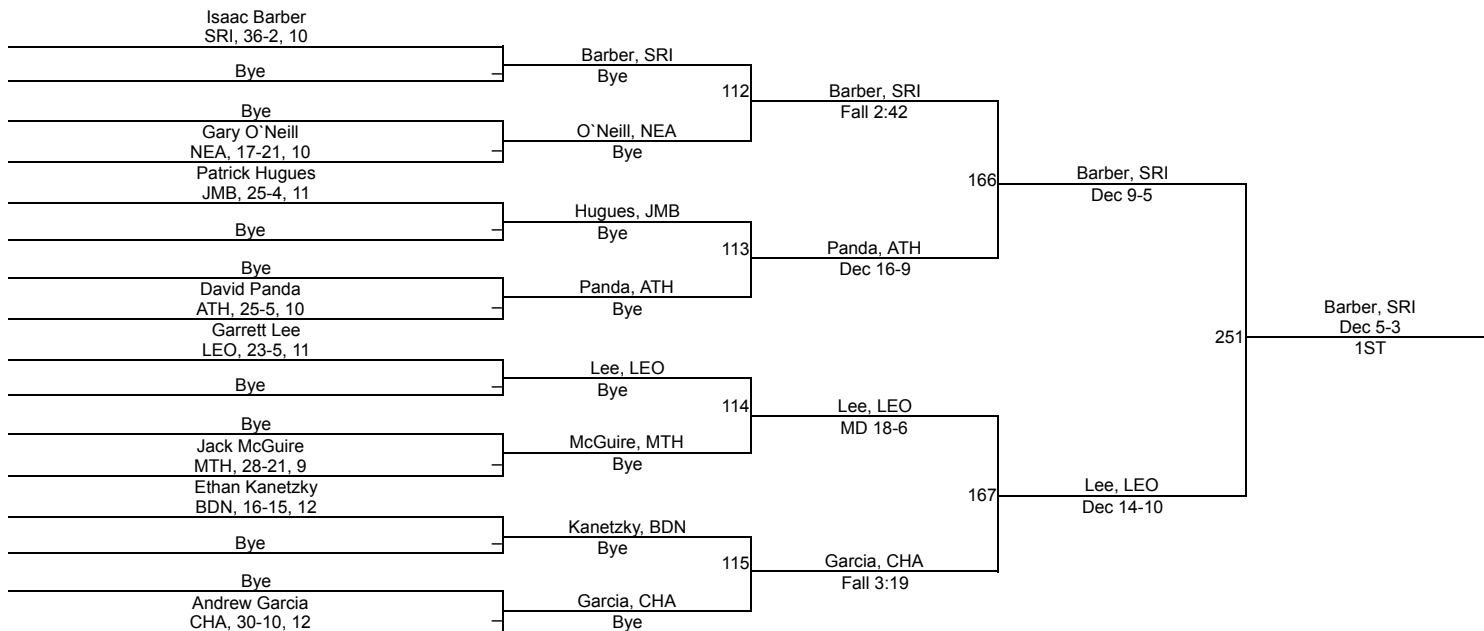 Isaac Barber
SRI, 36-2, 10
Bye
Bye
Gary O`Neill
NEA, 17-21, 10
Patrick Hugues
JMB, 25-4, 11
Bye
Bye
David Panda
ATH, 25-5, 10
Garrett Lee
LEO, 23-5, 11
Bye
Bye
Jack McGuire
MTH, 28-21, 9
Ethan Kanetzky
BDN, 16-15, 12
Bye
Bye
Andrew Garcia
CHA, 30-10, 12
Barber, SRI
Bye
112
O`Neill, NEA
Bye
Hugues, JMB
Bye
113
Panda, ATH
Bye
Lee, LEO
Bye
114
McGuire, MTH
Bye
Kanetzky, BDN
Bye
115
Garcia, CHA
Bye
Barber, SRI
Fall 2:42
166
Panda, ATH
Dec 16-9
Lee, LEO
MD 18-6
167
Garcia, CHA
Fall 3:19
Barber, SRI
Dec 9-5
251
Lee, LEO
Dec 14-10
Barber, SRI
Dec 5-3
1ST